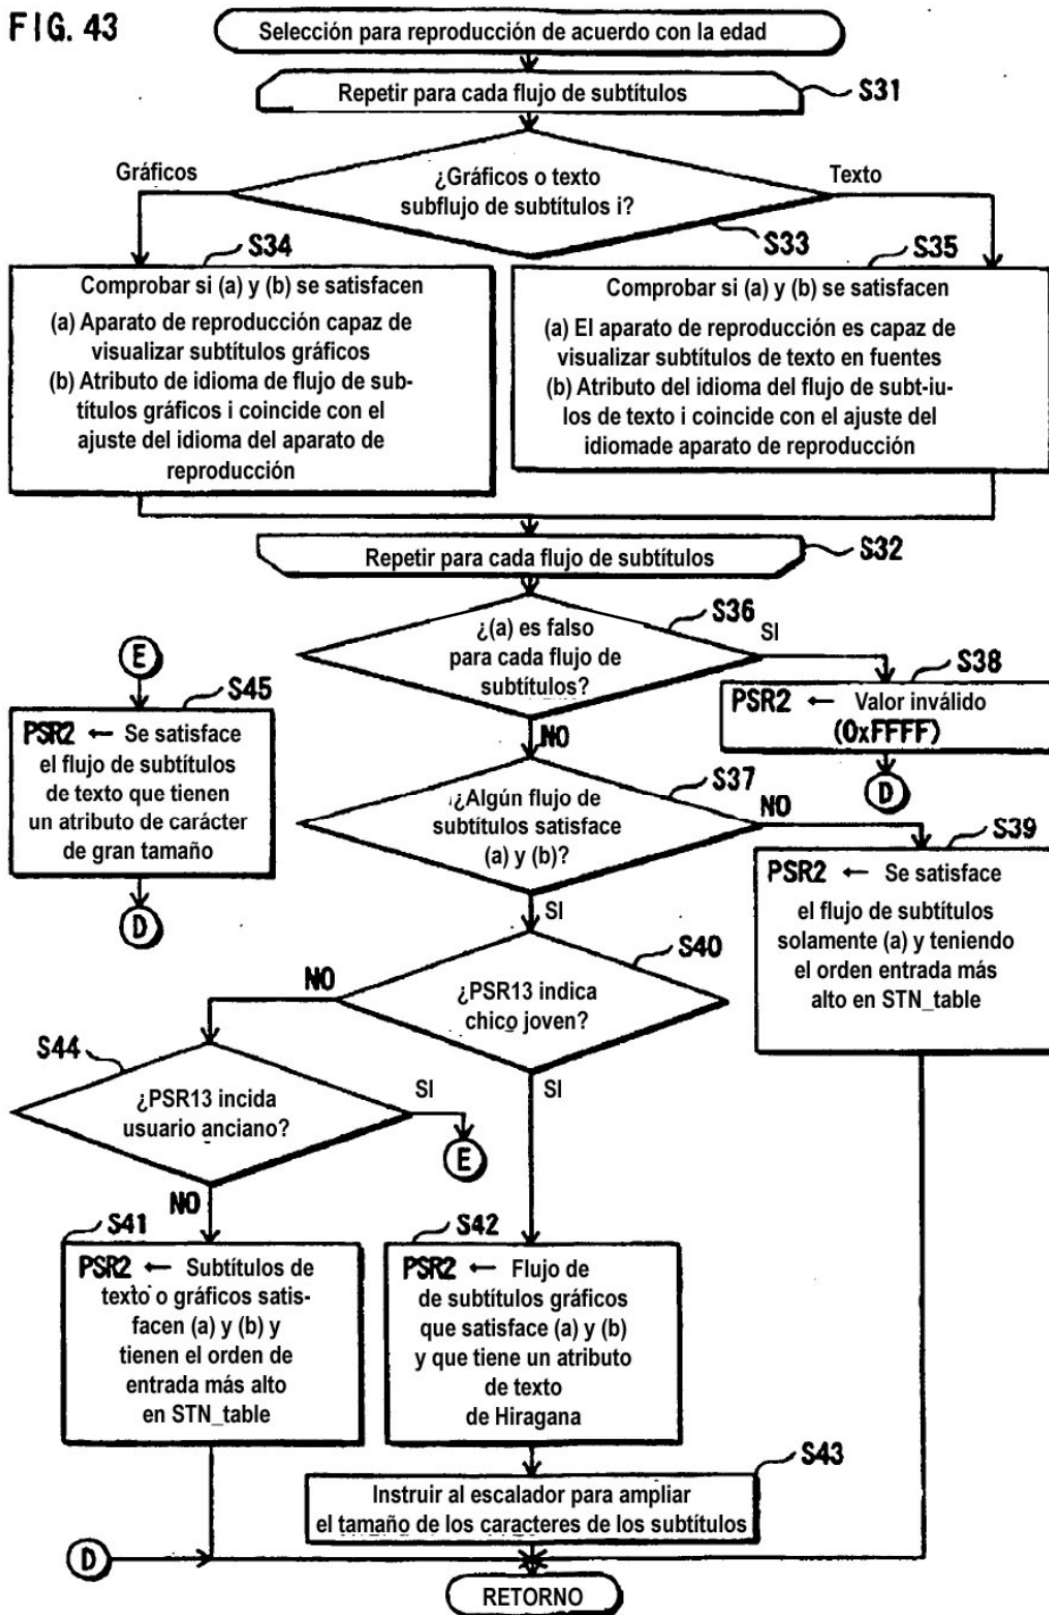 FIG. 43
Selección para reproducción de acuerdo con la edad
Repetir para cada flujo de subtítulos
S31
Gráficos
¿Gráficos o texto
subflujo de subtítulos i?
Texto
S33
S34
Comprobar si (a) y (b) se satisfacen
(a) Aparato de reproducción capaz de
visualizar subtítulos gráficos
(b) Atributo de idioma de flujo de sub-
títulos gráficos i coincide con el
ajuste del idioma del aparato de
reproducción
S35
Comprobar si (a) y (b) se satisfacen
(a) El aparato de reproducción es capaz de
visualizar subtítulos de texto en fuentes
(b) Atributo del idioma del flujo de subt-iu-
los de texto i coincide con el ajuste del
idiomade aparato de reproducción
Repetir para cada flujo de subtítulos
S32
¿(a) es falso
para cada flujo de
subtítulos?
S36
SI
NO
S38
PSR2 ← Valor inválido
(0xFFFF)
D
E
S45
PSR2 ← Se satisface
el flujo de subtítulos
de texto que tienen
un atributo de carácter
de gran tamaño
D
¿Algún flujo de
subtítulos satisface
(a) y (b)?
S37
NO
SI
S39
PSR2 ← Se satisface
el flujo de subtítulos
solamente (a) y teniendo
el orden entrada más
alto en STN_table
S40
¿PSR13 indica
chico joven?
NO
SI
S44
¿PSR13 incida
usuario anciano?
SI
E
NO
S41
PSR2 ← Subtítulos de
texto o gráficos satis-
facen (a) y (b) y
tienen el orden de
entrada más alto
en STN_table
S42
PSR2 ← Flujo de
de subtítulos gráficos
que satisface (a) y (b)
y que tiene un atributo
de texto
de Hiragana
S43
Instruir al escalador para ampliar
el tamaño de los caracteres de los subtítulos
D
RETORNO